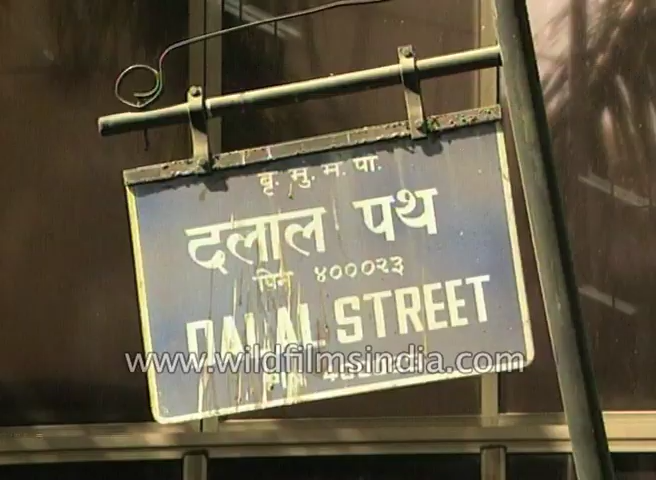 बृ. मु. म. पा.
दलाल पथ
पिन ४०००२३
DALAL STREET
www.wildfilmsindia.com